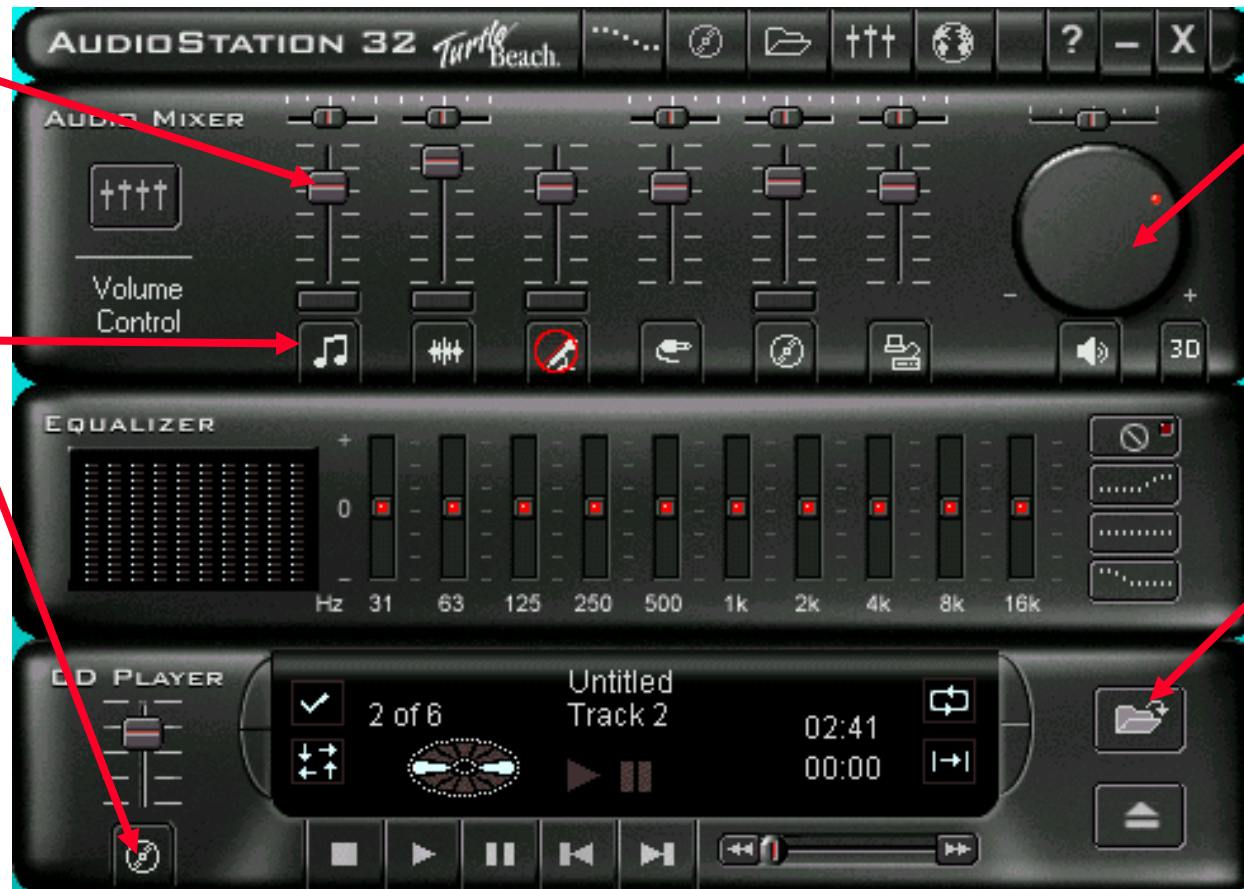 AUDIOSTATION 32 Turtle Beach.
? – X
AUDIO MIXER
Volume
Control
- +
3D
EQUALIZER
+
0
–
Hz 31 63 125 250 500 1k 2k 4k 8k 16k
CD PLAYER
Untitled
2 of 6 Track 2
02:41
00:00